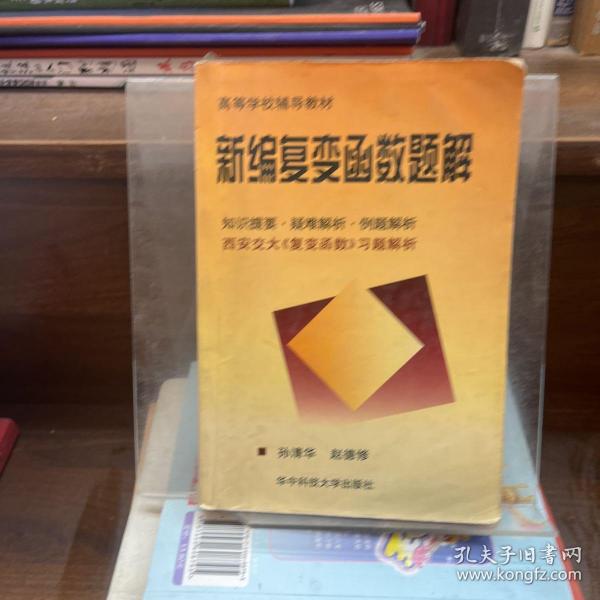 高等学校辅导教材
新编复变函数题解
知识提要·疑难解析·例题解析
西安交大《复变函数》习题解析
孙清华 赵德修
华中科技大学出版社
孔夫子旧书网
www.kongfz.com